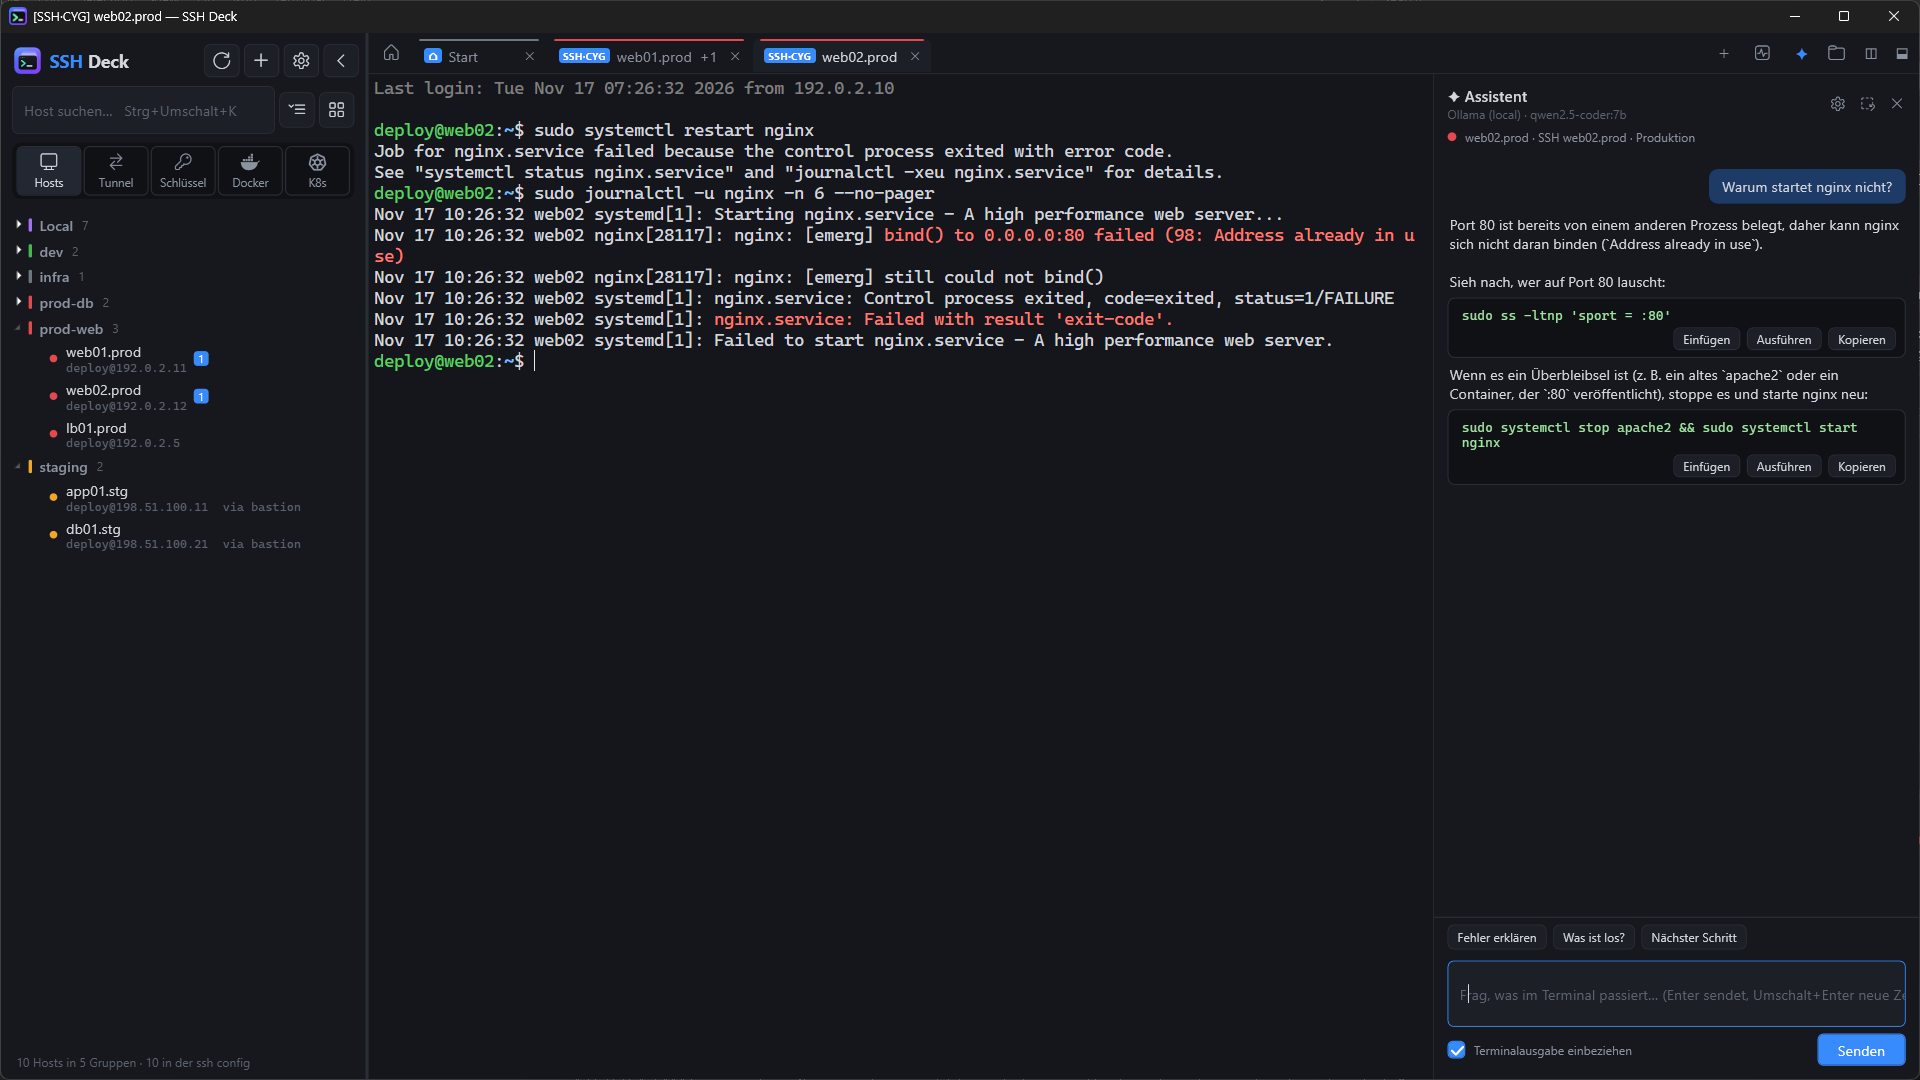 [SSH·CYG] web02.prod — SSH Deck
SSH Deck
Host suchen... Strg+Umschalt+K
Hosts
Tunnel
Schlüssel
Docker
K8s
Local 7
dev 2
infra 1
prod-db 2
prod-web 3
web01.prod
deploy@192.0.2.11
1
web02.prod
deploy@192.0.2.12
1
lb01.prod
deploy@192.0.2.5
staging 2
app01.stg
deploy@198.51.100.11 via bastion
db01.stg
deploy@198.51.100.21 via bastion
10 Hosts in 5 Gruppen · 10 in der ssh config
Start
SSH·CYG web01.prod +1
SSH·CYG web02.prod
Last login: Tue Nov 17 07:26:32 2026 from 192.0.2.10
deploy@web02:~$ sudo systemctl restart nginx
Job for nginx.service failed because the control process exited with error code.
See "systemctl status nginx.service" and "journalctl -xeu nginx.service" for details.
deploy@web02:~$ sudo journalctl -u nginx -n 6 --no-pager
Nov 17 10:26:32 web02 systemd[1]: Starting nginx.service - A high performance web server...
Nov 17 10:26:32 web02 nginx[28117]: nginx: [emerg] bind() to 0.0.0.0:80 failed (98: Address already in u
se)
Nov 17 10:26:32 web02 nginx[28117]: nginx: [emerg] still could not bind()
Nov 17 10:26:32 web02 systemd[1]: nginx.service: Control process exited, code=exited, status=1/FAILURE
Nov 17 10:26:32 web02 systemd[1]: nginx.service: Failed with result 'exit-code'.
Nov 17 10:26:32 web02 systemd[1]: Failed to start nginx.service - A high performance web server.
deploy@web02:~$
Assistent
Ollama (local) · qwen2.5-coder:7b
web02.prod · SSH web02.prod · Produktion
Warum startet nginx nicht?
Port 80 ist bereits von einem anderen Prozess belegt, daher kann nginx
sich nicht daran binden (`Address already in use`).
Sieh nach, wer auf Port 80 lauscht:
sudo ss -ltnp 'sport = :80'
Einfügen Ausführen Kopieren
Wenn es ein Überbleibsel ist (z. B. ein altes `apache2` oder ein
Container, der `:80` veröffentlicht), stoppe es und starte nginx neu:
sudo systemctl stop apache2 && sudo systemctl start
nginx
Einfügen Ausführen Kopieren
Fehler erklären Was ist los? Nächster Schritt
Frag, was im Terminal passiert... (Enter sendet, Umschalt+Enter neue Ze
Terminalausgabe einbeziehen
Senden